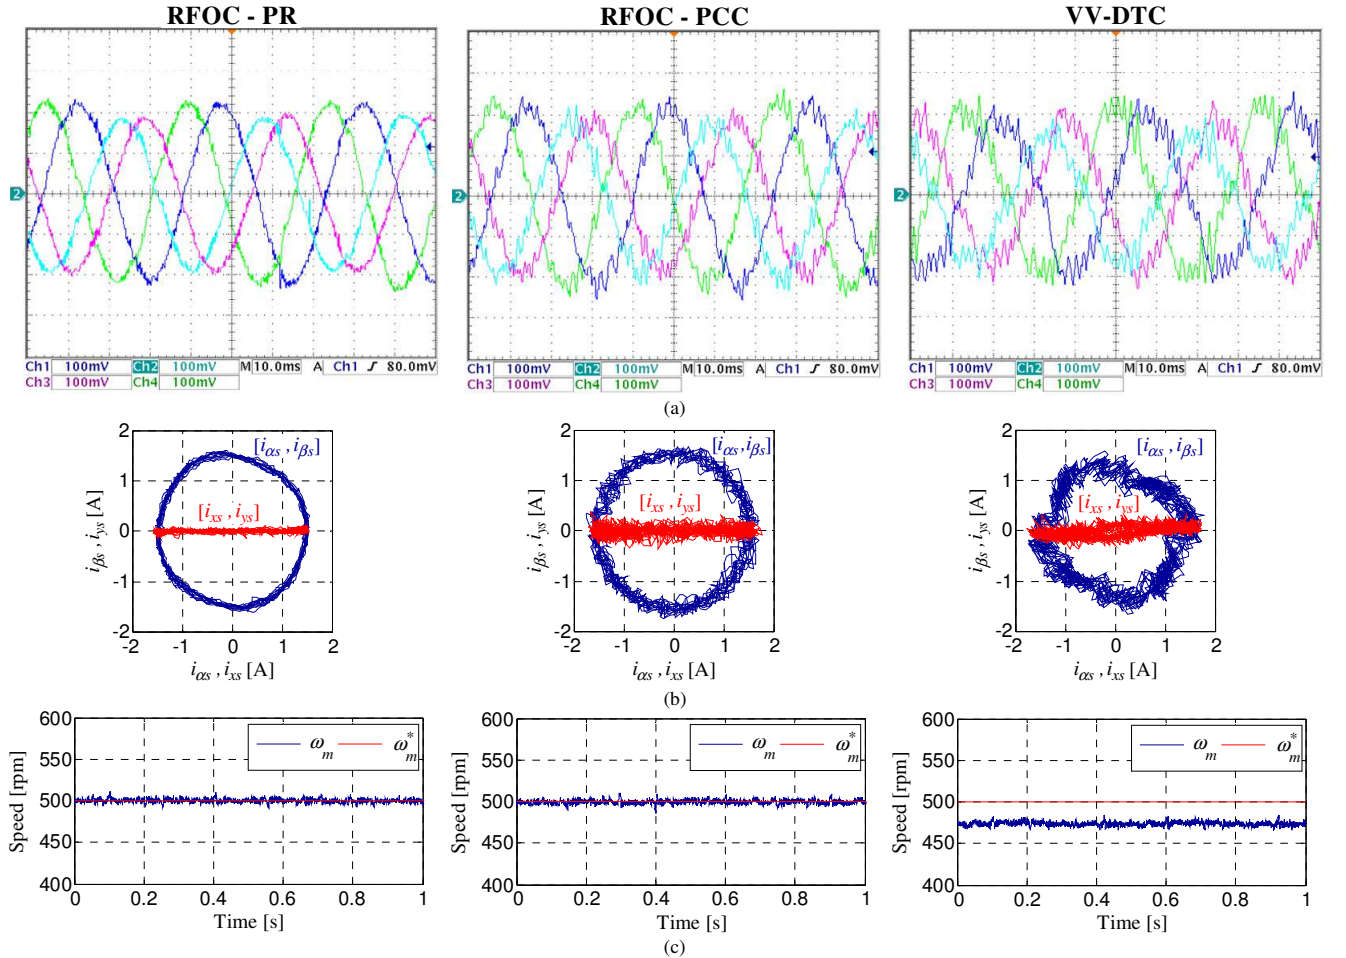 RFOC - PR
RFOC - PCC
VV-DTC
2
2
2
Ch1 100mV Ch2 100mV M 10.0ms A Ch1 ʃ 80.0mV
Ch3 100mV Ch4 100mV
Ch1 100mV Ch2 100mV M 10.0ms A Ch1 ʃ 80.0mV
Ch3 100mV Ch4 100mV
Ch1 100mV Ch2 100mV M 10.0ms A Ch1 ʃ 80.0mV
Ch3 100mV Ch4 100mV
(a)
2
1
0
-1
-2
-2 -1 0 1 2
[iαs , iβs]
[ixs , iys]
iβs , iys [A]
iαs , ixs [A]
2
1
0
-1
-2
-2 -1 0 1 2
[iαs , iβs]
[ixs , iys]
iβs , iys [A]
iαs , ixs [A]
2
1
0
-1
-2
-2 -1 0 1 2
[iαs , iβs]
[ixs , iys]
iβs , iys [A]
iαs , ixs [A]
(b)
600
550
500
450
400
0 0.2 0.4 0.6 0.8 1
ωm ω*m
Speed [rpm]
Time [s]
600
550
500
450
400
0 0.2 0.4 0.6 0.8 1
ωm ω*m
Speed [rpm]
Time [s]
600
550
500
450
400
0 0.2 0.4 0.6 0.8 1
ωm ω*m
Speed [rpm]
Time [s]
(c)